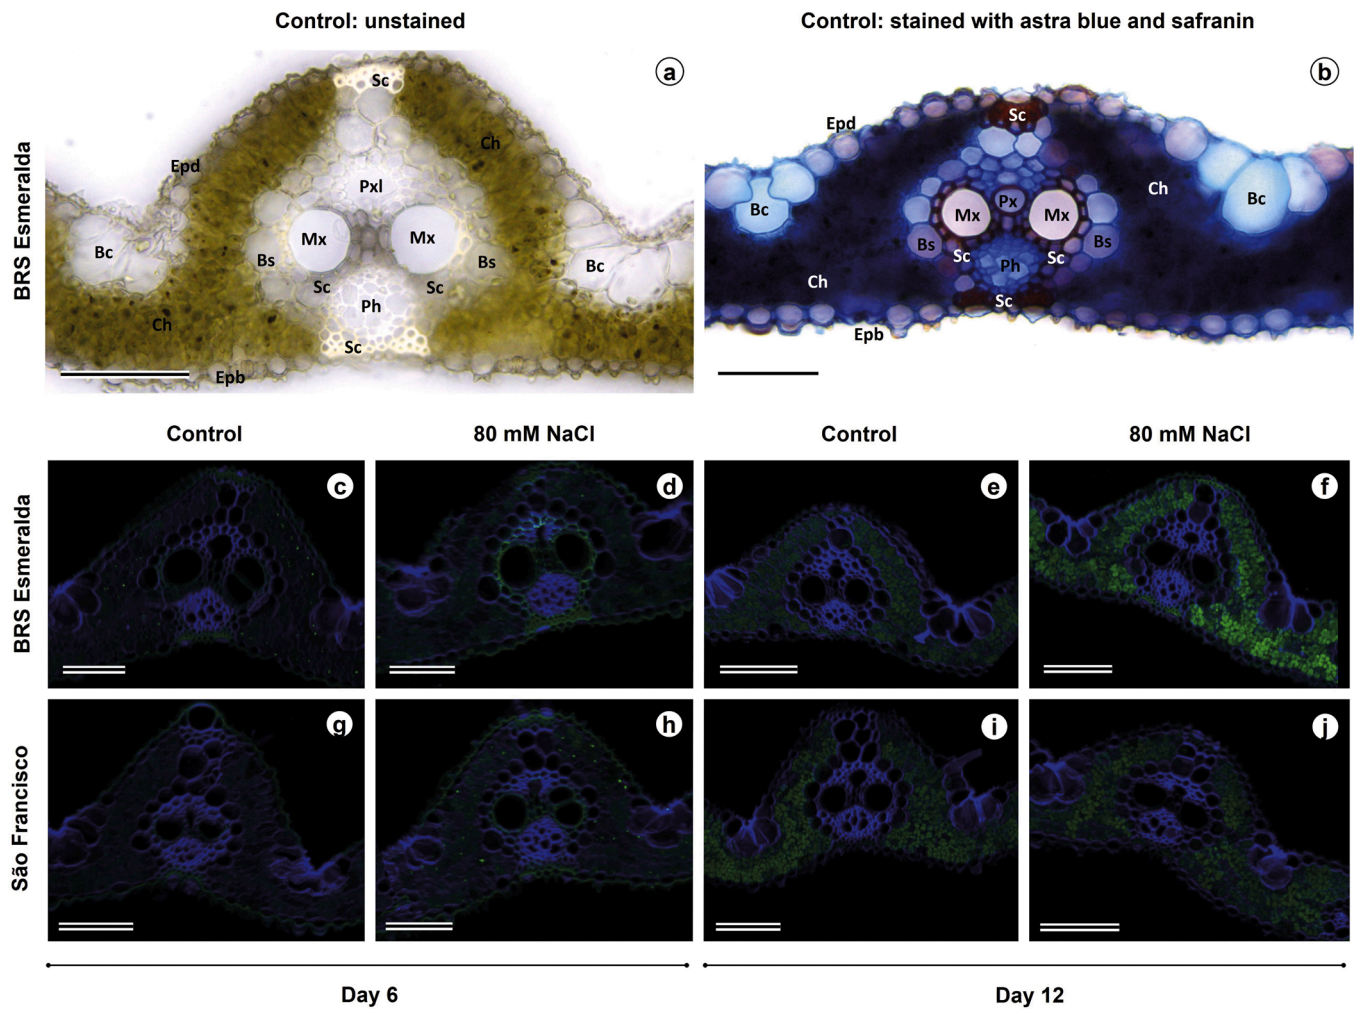 Control: unstained
Control: stained with astra blue and safranin
BRS Esmeralda
a
Sc
Epd
Ch
Pxl
Mx
Mx
Bc
Bs
Bs
Bc
Sc
Sc
Ph
Ch
Sc
Epb
b
Sc
Epd
Ch
Bc
Px
Bc
Mx
Mx
Bs
Bs
Sc
Sc
Ph
Ch
Sc
Epb
Control
80 mM NaCl
Control
80 mM NaCl
BRS Esmeralda
c
d
e
f
São Francisco
g
h
i
j
Day 6
Day 12